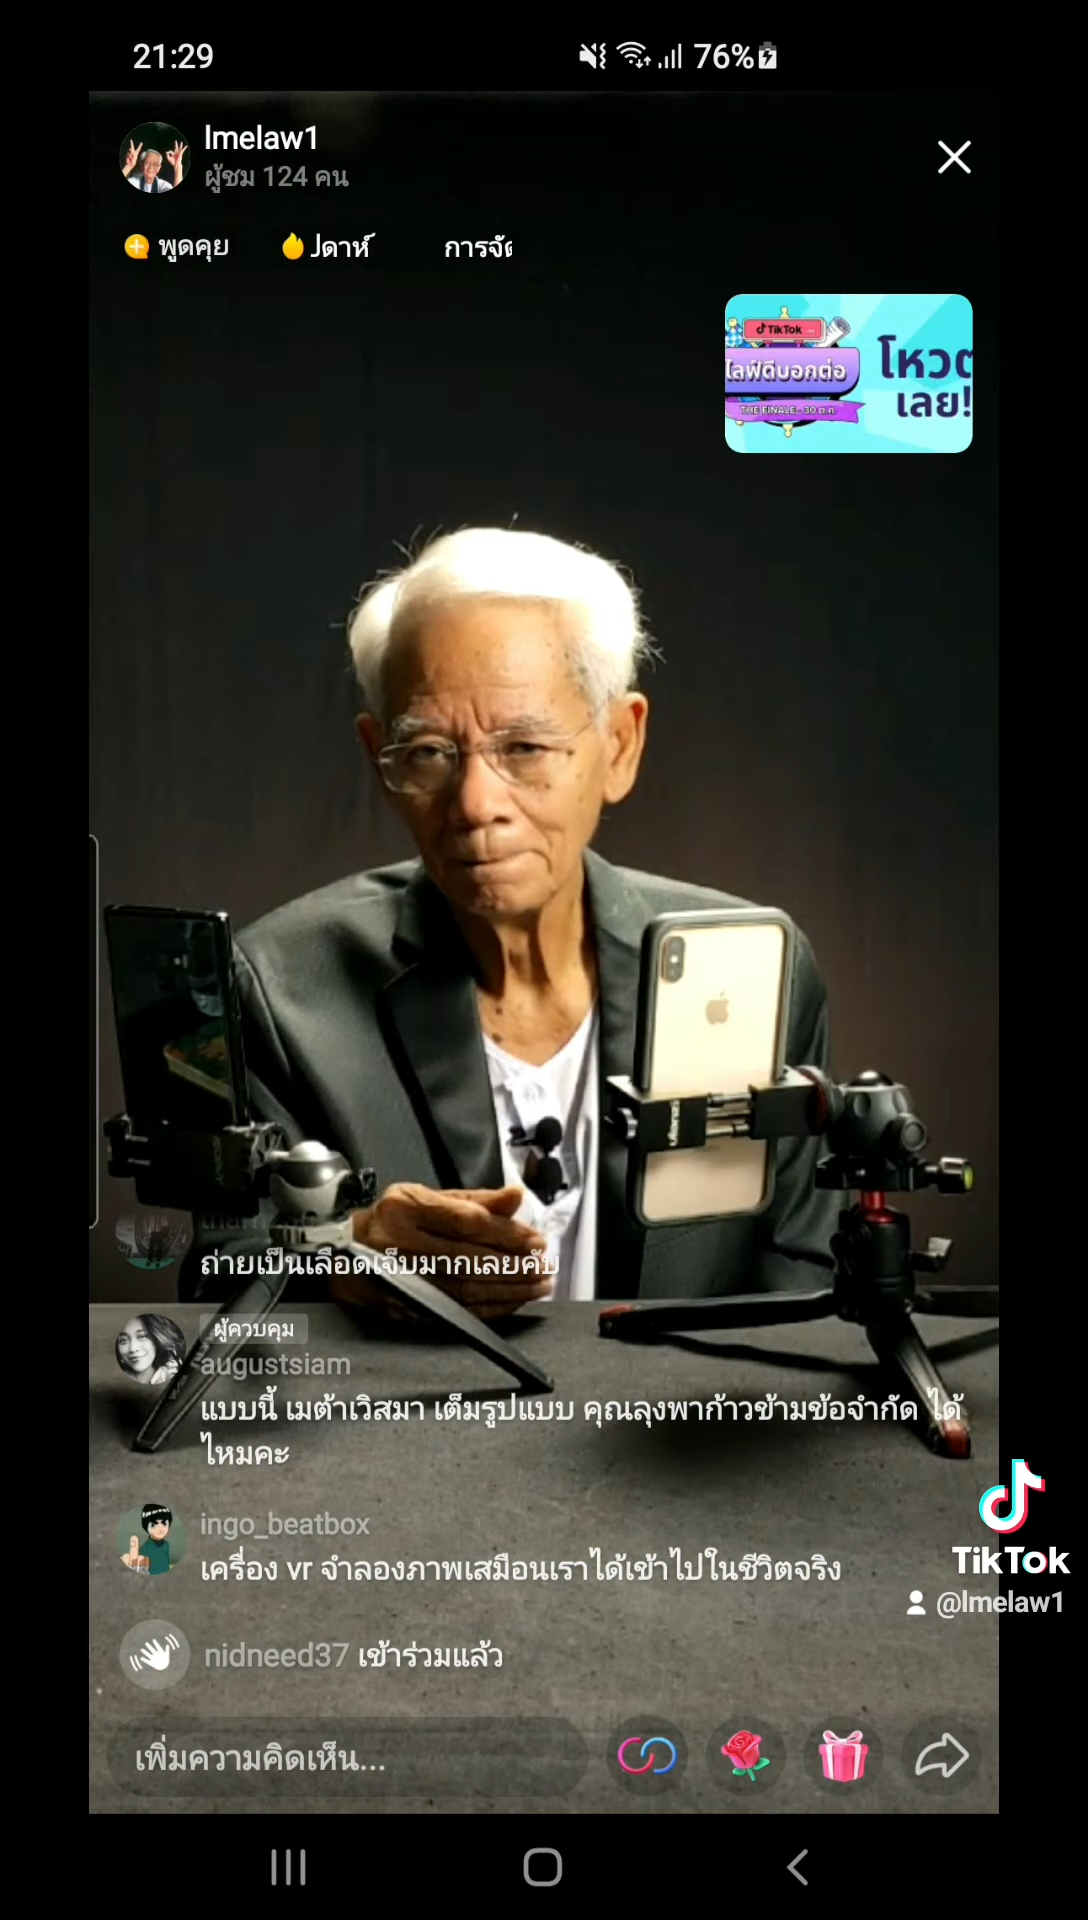 21:29
76%
lmelaw1
ผู้ชม 124 คน
พูดคุย
ดาห์
การจัด
TikTok
ไลฟ์ดีบอกต่อ
THE FINALE: 30 ต.ค
โหวต
เลย!
ulanzi
ถ่ายเป็นเลือดเจ็บมากเลยคับ
ผู้ควบคุม
augustsiam
แบบนี้ เมต้าเวิสมา เต็มรูปแบบ คุณลุงพาก้าวข้ามข้อจำกัด ได้
ไหมคะ
ingo_beatbox
เครื่อง vr จำลองภาพเสมือนเราได้เข้าไปในชีวิตจริง
nidneed37 เข้าร่วมแล้ว
เพิ่มความคิดเห็น...
TikTok
@lmelaw1